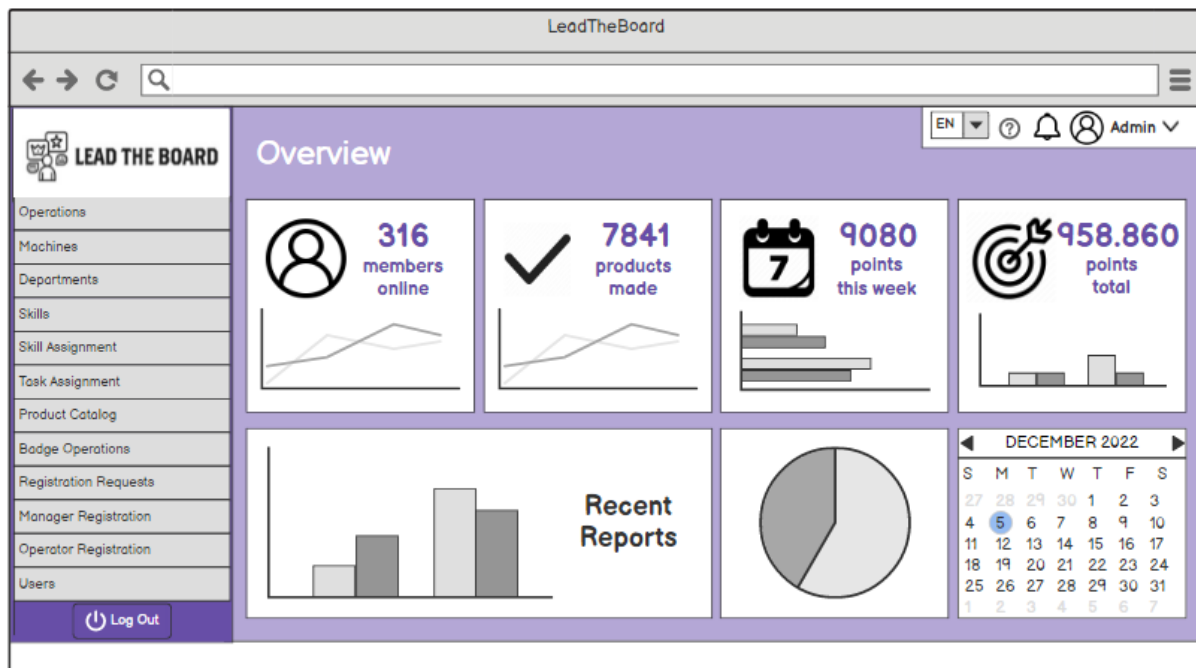 LeadTheBoard
EN
?
Admin
LEAD THE BOARD
Overview
Operations
Machines
Departments
Skills
Skill Assignment
Task Assignment
Product Catalog
Badge Operations
Registration Requests
Manager Registration
Operator Registration
Users
Log Out
316
members
online
7841
products
made
7
9080
points
this week
958.860
points
total
Recent
Reports
DECEMBER 2022
S M T W T F S
27 28 29 30 1 2 3
4 5 6 7 8 9 10
11 12 13 14 15 16 17
18 19 20 21 22 23 24
25 26 27 28 29 30 31
1 2 3 4 5 6 7